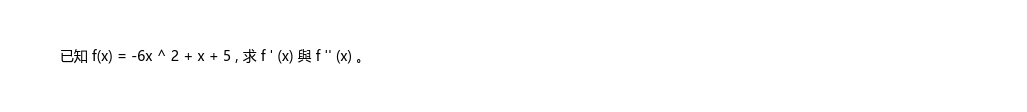 已知 f(x) = -6x ^ 2 + x + 5 , 求 f ' (x) 與 f '' (x) 。